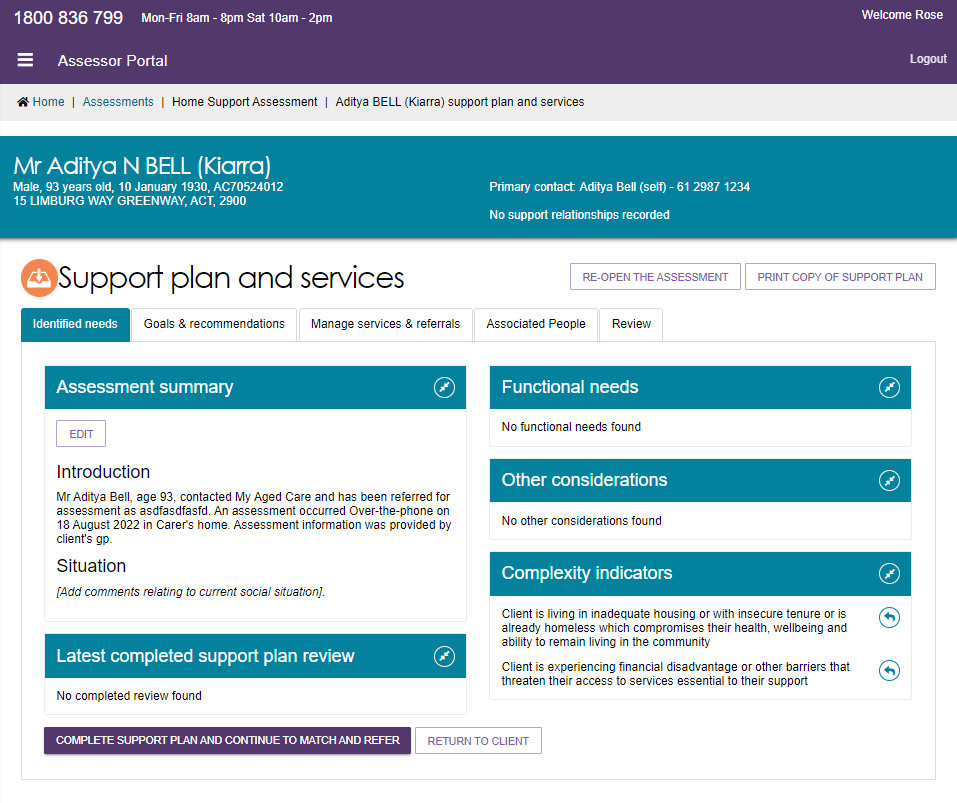 1800 836 799 Mon-Fri 8am - 8pm Sat 10am - 2pm
Welcome Rose
Assessor Portal
Logout
Home | Assessments | Home Support Assessment | Aditya BELL (Kiarra) support plan and services
Mr Aditya N BELL (Kiarra)
Male, 93 years old, 10 January 1930, AC70524012
15 LIMBURG WAY GREENWAY, ACT, 2900
Primary contact: Aditya Bell (self) - 61 2987 1234
No support relationships recorded
Support plan and services
RE-OPEN THE ASSESSMENT
PRINT COPY OF SUPPORT PLAN
Identified needs
Goals & recommendations
Manage services & referrals
Associated People
Review
Assessment summary
EDIT
Introduction
Mr Aditya Bell, age 93, contacted My Aged Care and has been referred for
assessment as asdfasdfasfd. An assessment occurred Over-the-phone on
18 August 2022 in Carer's home. Assessment information was provided by
client's gp.
Situation
[Add comments relating to current social situation].
Latest completed support plan review
No completed review found
Functional needs
No functional needs found
Other considerations
No other considerations found
Complexity indicators
Client is living in inadequate housing or with insecure tenure or is
already homeless which compromises their health, wellbeing and
ability to remain living in the community
Client is experiencing financial disadvantage or other barriers that
threaten their access to services essential to their support
COMPLETE SUPPORT PLAN AND CONTINUE TO MATCH AND REFER
RETURN TO CLIENT